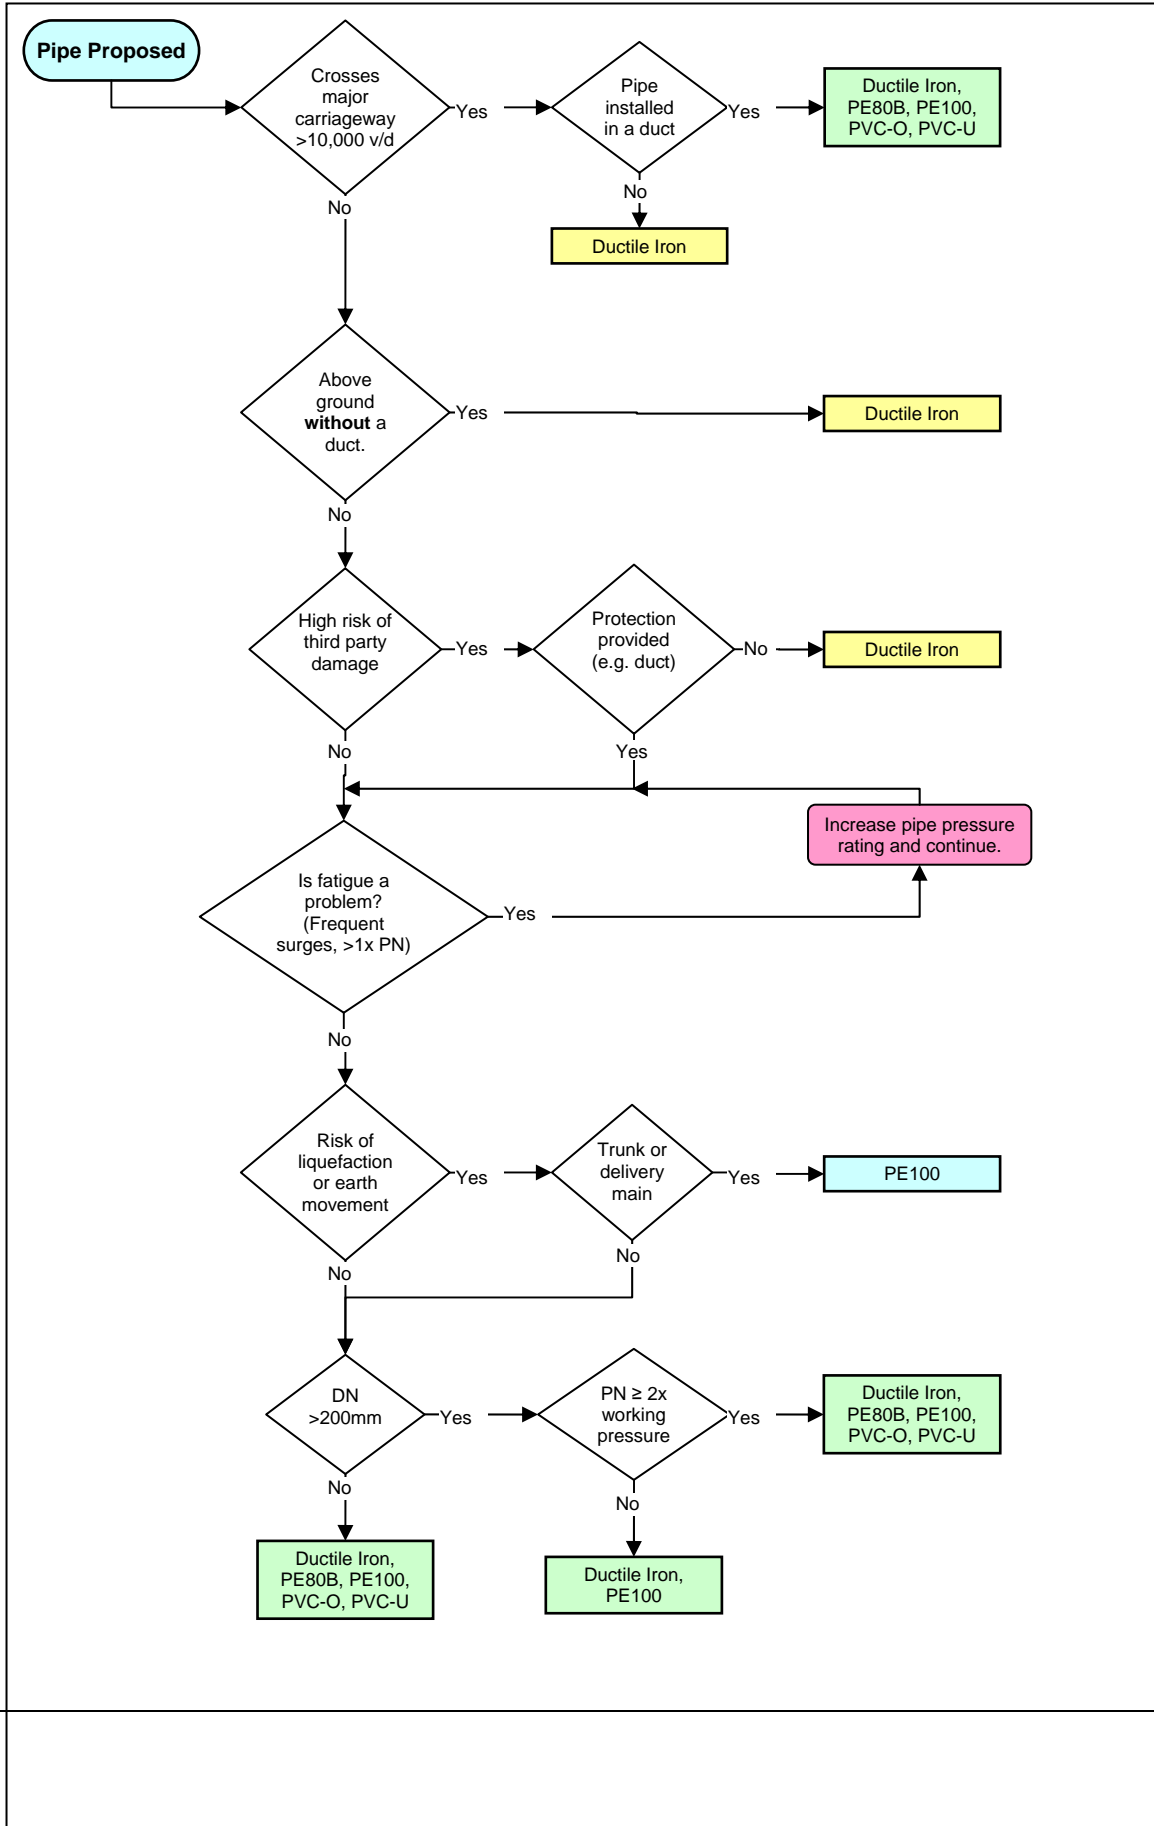 Pipe Proposed
Crosses
major
carriageway
>10,000 v/d
Yes
Pipe
installed
in a duct
Yes
Ductile Iron,
PE80B, PE100,
PVC-O, PVC-U
No
Ductile Iron
No
Above
ground
without a
duct.
Yes
Ductile Iron
No
High risk of
third party
damage
Yes
Protection
provided
(e.g. duct)
No
Ductile Iron
No
Yes
Increase pipe pressure
rating and continue.
Is fatigue a
problem?
(Frequent
surges, >1x PN)
Yes
No
Risk of
liquefaction
or earth
movement
Yes
Trunk or
delivery
main
Yes
PE100
No
No
DN
>200mm
Yes
PN ≥ 2x
working
pressure
Yes
Ductile Iron,
PE80B, PE100,
PVC-O, PVC-U
No
No
Ductile Iron,
PE80B, PE100,
PVC-O, PVC-U
Ductile Iron,
PE100